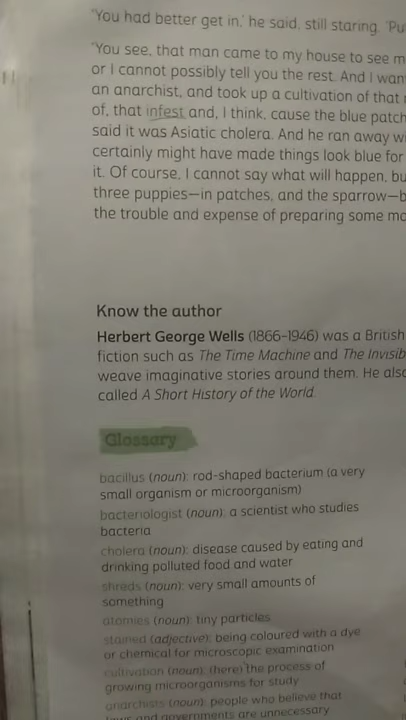 'You had better get in,' he said, still staring. 'Pu
'You see, that man came to my house to see m
or I cannot possibly tell you the rest. And I wan
an anarchist, and took up a cultivation of that
of, that infest and, I think, cause the blue patch
said it was Asiatic cholera. And he ran away wi
certainly might have made things look blue for
it. Of course, I cannot say what will happen, bu
three puppies—in patches, and the sparrow—b
the trouble and expense of preparing some mo
Know the author
Herbert George Wells (1866-1946) was a British
fiction such as The Time Machine and The Invisib
weave imaginative stories around them. He also
called A Short History of the World.
Glossary
bacillus (noun): rod-shaped bacterium (a very
small organism or microorganism)
bacteriologist (noun): a scientist who studies
bacteria
cholera (noun): disease caused by eating and
drinking polluted food and water
shreds (noun): very small amounts of
something
atomies (noun): tiny particles
stained (adjective): being coloured with a dye
or chemical for microscopic examination
cultivation (noun): (here) the process of
growing microorganisms for study
anarchists (noun): people who believe that
laws and governments are unnecessary